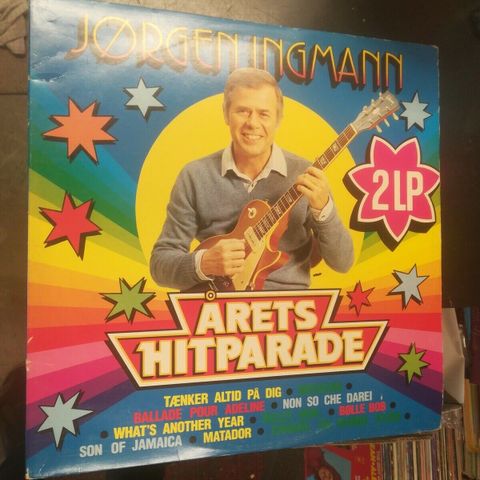 JØRGEN INGMANN
2 LP
ÅRETS
HITPARADE
TÆNKER ALTID PÅ DIG
BALLADE POUR ADELINE • NON SO CHE DAREI
WHAT'S ANOTHER YEAR • BØLLE BOB
SON OF JAMAICA • MATADOR